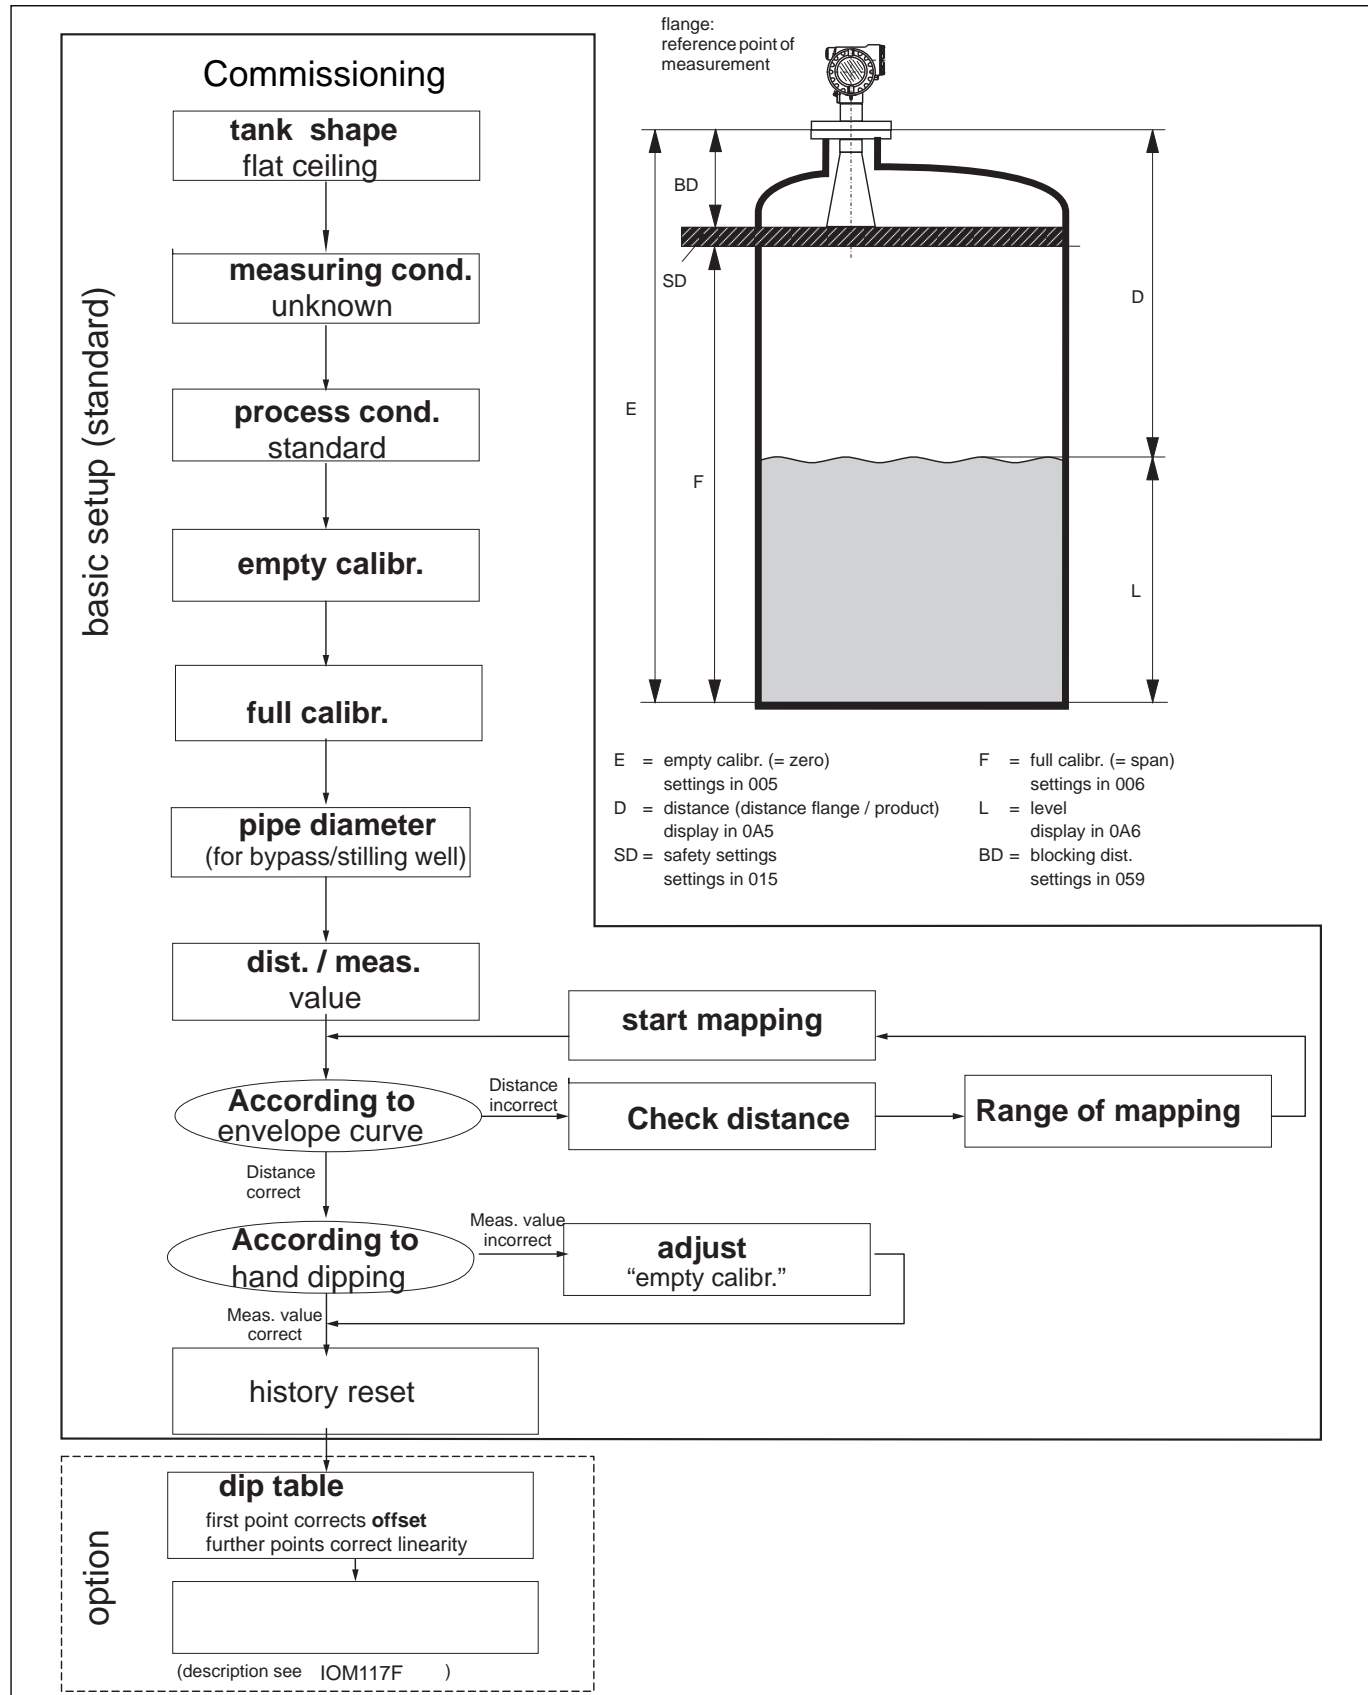 flange:
reference point of
measurement
Commissioning
tank shape
flat ceiling
measuring cond.
unknown
process cond.
standard
empty calibr.
full calibr.
pipe diameter
(for bypass/stilling well)
dist. / meas.
value
basic setup (standard)
BD
SD
D
E
F
L
E = empty calibr. (= zero)
settings in 005
D = distance (distance flange / product)
display in 0A5
SD = safety settings
settings in 015
F = full calibr. (= span)
settings in 006
L = level
display in 0A6
BD = blocking dist.
settings in 059
start mapping
According to
envelope curve
Distance
incorrect
Check distance
Range of mapping
Distance
correct
According to
hand dipping
Meas. value
incorrect
adjust
“empty calibr.”
Meas. value
correct
history reset
option
dip table
first point corrects offset
further points correct linearity
(description see IOM117F )